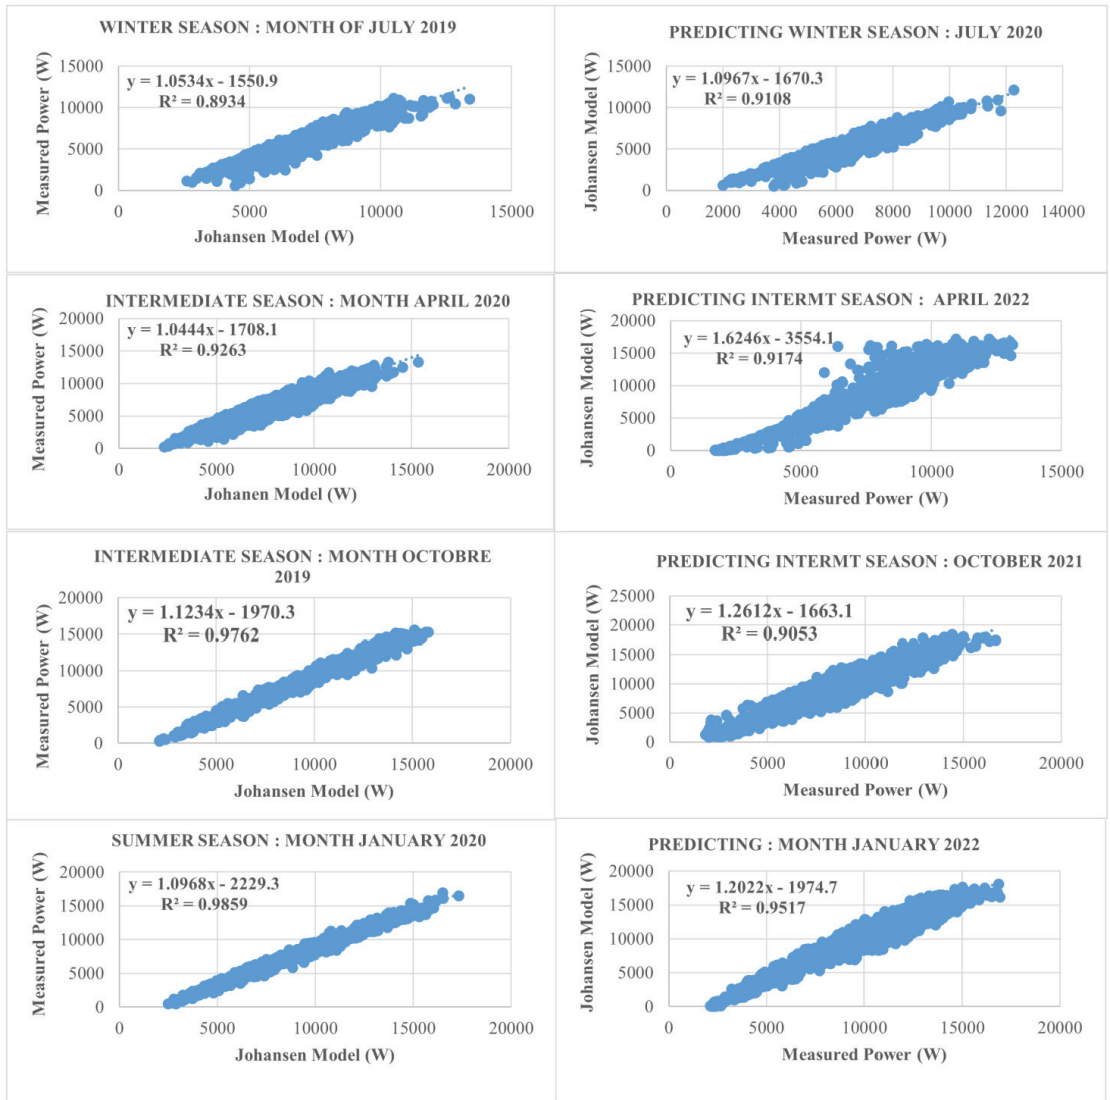 WINTER SEASON : MONTH OF JULY 2019
Measured Power (W)
15000
10000
5000
0
y = 1.0534x - 1550.9
R² = 0.8934
0 5000 10000 15000
Johansen Model (W)
PREDICTING WINTER SEASON : JULY 2020
Johansen Model (W)
15000
10000
5000
0
y = 1.0967x - 1670.3
R² = 0.9108
0 2000 4000 6000 8000 10000 12000 14000
Measured Power (W)
INTERMEDIATE SEASON : MONTH APRIL 2020
Measured Power (W)
20000
15000
10000
5000
0
y = 1.0444x - 1708.1
R² = 0.9263
0 5000 10000 15000 20000
Johanen Model (W)
PREDICTING INTERMT SEASON : APRIL 2022
Johansen Model (W)
20000
15000
10000
5000
0
y = 1.6246x - 3554.1
R² = 0.9174
0 5000 10000 15000
Measured Power (W)
INTERMEDIATE SEASON : MONTH OCTOBRE
2019
Measured Power (W)
20000
15000
10000
5000
0
y = 1.1234x - 1970.3
R² = 0.9762
0 5000 10000 15000 20000
Johansen Model (W)
PREDICTING INTERMT SEASON : OCTOBER 2021
Johansen Model (W)
25000
20000
15000
10000
5000
0
y = 1.2612x - 1663.1
R² = 0.9053
0 5000 10000 15000 20000
Measured Power (W)
SUMMER SEASON : MONTH JANUARY 2020
Measured Power (W)
20000
15000
10000
5000
0
y = 1.0968x - 2229.3
R² = 0.9859
0 5000 10000 15000 20000
Johansen Model (W)
PREDICTING : MONTH JANUARY 2022
Johansen Model (W)
20000
15000
10000
5000
0
y = 1.2022x - 1974.7
R² = 0.9517
0 5000 10000 15000 20000
Measured Power (W)